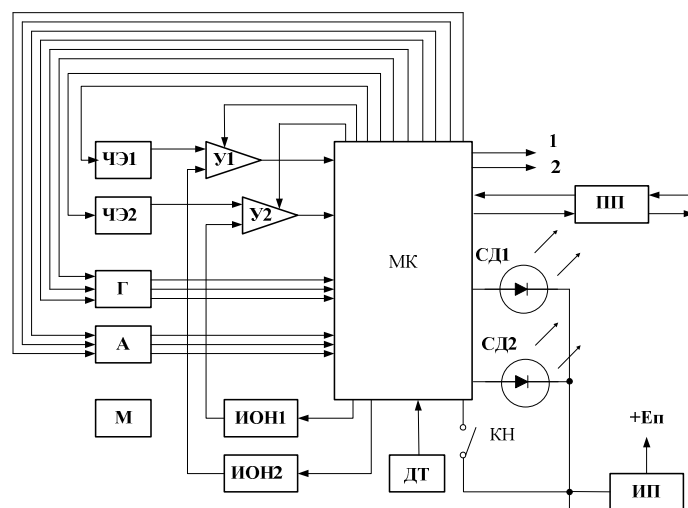 1
ЧЭ1
У1
2
ЧЭ2
У2
ПП
МК
СД1
Г
СД2
А
М
ИОН1
КН
+Еп
ИОН2
ДТ
ИП